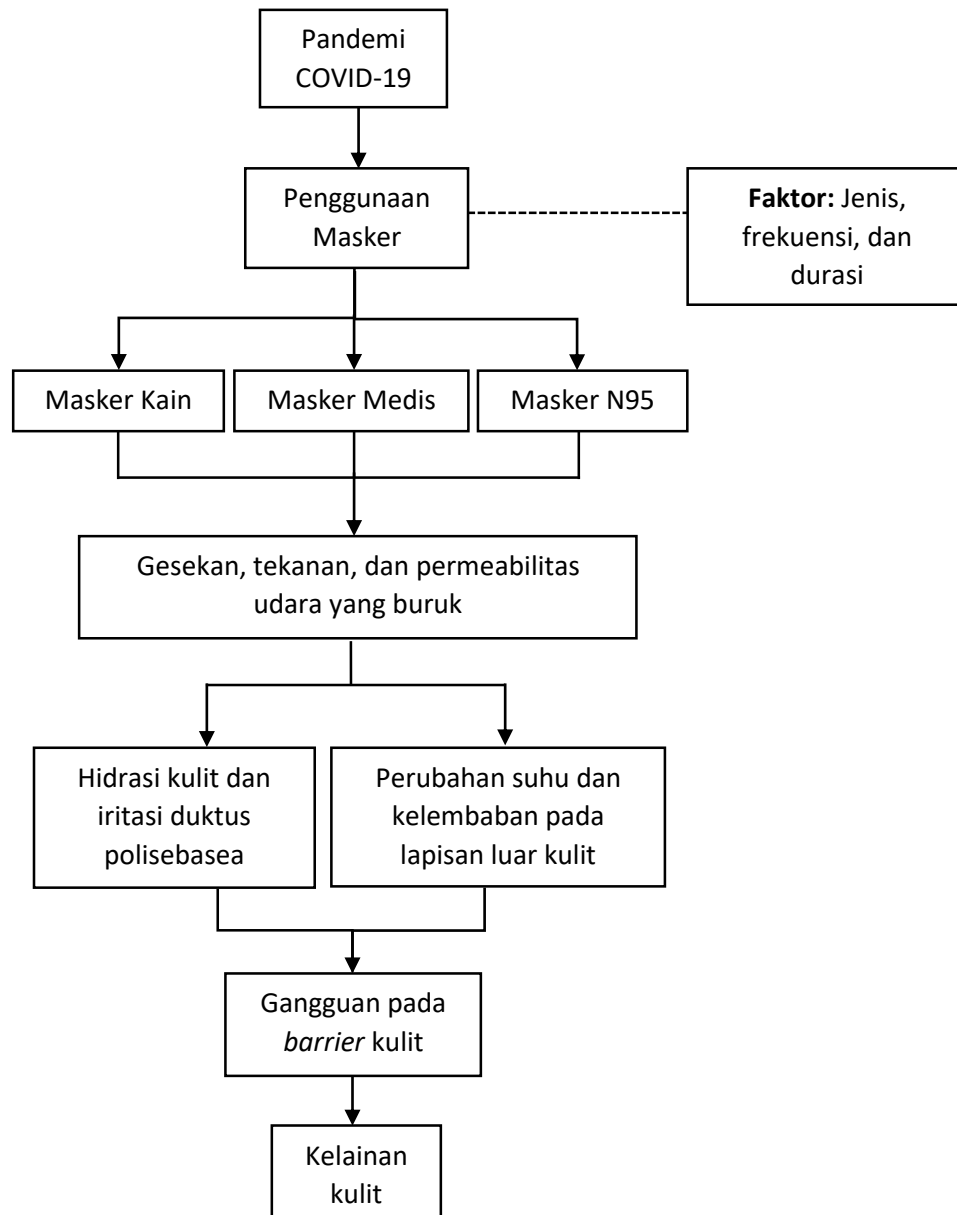 Pandemi
COVID-19
Penggunaan
Masker
Faktor: Jenis,
frekuensi, dan
durasi
Masker Kain
Masker Medis
Masker N95
Gesekan, tekanan, dan permeabilitas
udara yang buruk
Hidrasi kulit dan
iritasi duktus
polisebasea
Perubahan suhu dan
kelembaban pada
lapisan luar kulit
Gangguan pada
barrier kulit
Kelainan
kulit